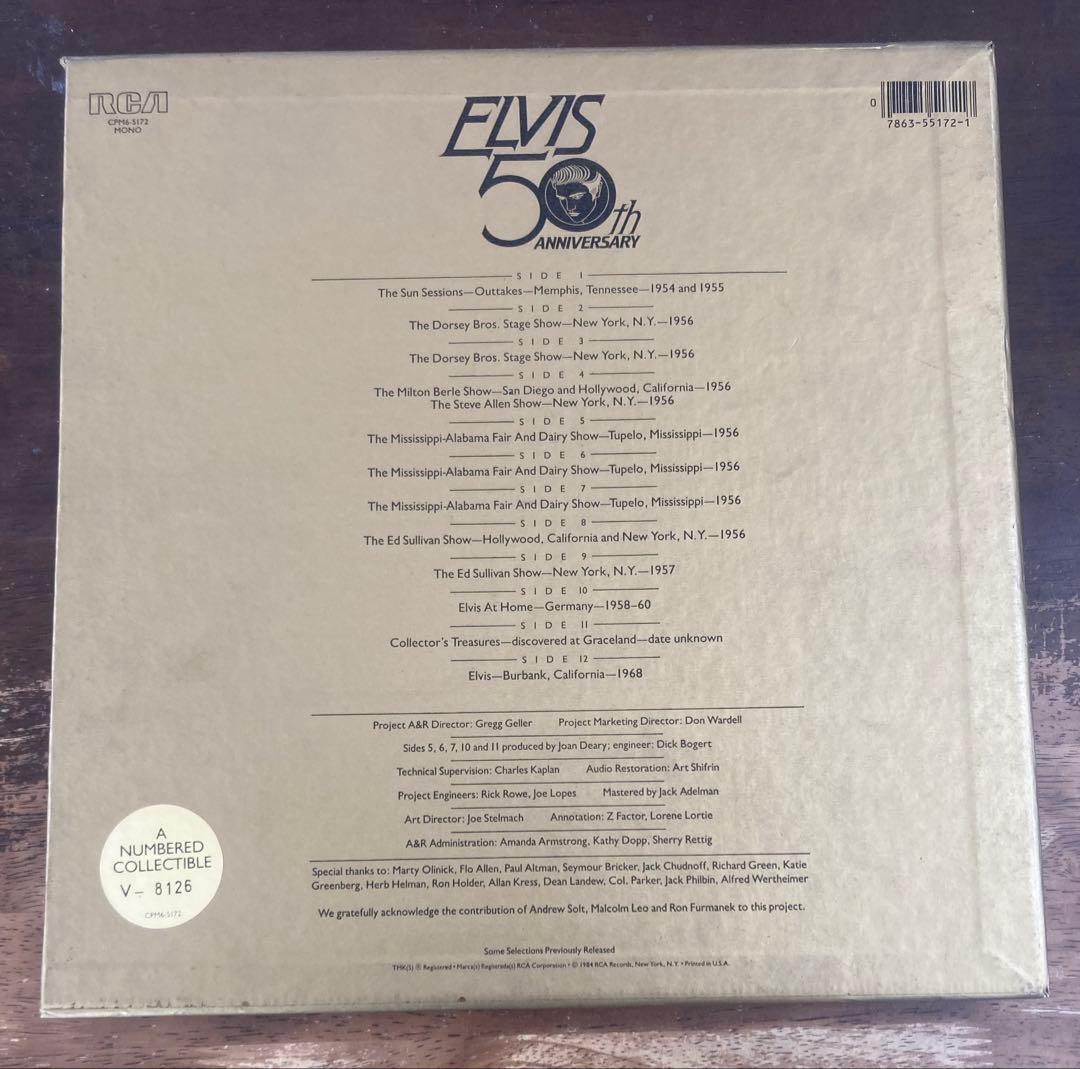 RCA
CPM6-5172
MONO
ELVIS
50th
ANNIVERSARY
0
7863-55172-1
SIDE 1
The Sun Sessions—Outtakes—Memphis, Tennessee—1954 and 1955
SIDE 2
The Dorsey Bros. Stage Show—New York, N.Y.—1956
SIDE 3
The Dorsey Bros. Stage Show—New York, N.Y.—1956
SIDE 4
The Milton Berle Show—San Diego and Hollywood, California—1956
The Steve Allen Show—New York, N.Y.—1956
SIDE 5
The Mississippi-Alabama Fair And Dairy Show—Tupelo, Mississippi—1956
SIDE 6
The Mississippi-Alabama Fair And Dairy Show—Tupelo, Mississippi—1956
SIDE 7
The Mississippi-Alabama Fair And Dairy Show—Tupelo, Mississippi—1956
SIDE 8
The Ed Sullivan Show—Hollywood, California and New York, N.Y.—1956
SIDE 9
The Ed Sullivan Show—New York, N.Y.—1957
SIDE 10
Elvis At Home—Germany—1958–60
SIDE 11
Collector's Treasures—discovered at Graceland—date unknown
SIDE 12
Elvis—Burbank, California—1968
Project A&R Director: Gregg Geller Project Marketing Director: Don Wardell
Sides 5, 6, 7, 10 and 11 produced by Joan Deary; engineer: Dick Bogert
Technical Supervision: Charles Kaplan Audio Restoration: Art Shifrin
Project Engineers: Rick Rowe, Joe Lopes Mastered by Jack Adelman
Art Director: Joe Stelmach Annotation: Z Factor, Lorene Lortie
A&R Administration: Amanda Armstrong, Kathy Dopp, Sherry Rettig
Special thanks to: Marty Olinick, Flo Allen, Paul Altman, Seymour Bricker, Jack Chudnoff, Richard Green, Katie
Greenberg, Herb Helman, Ron Holder, Allan Kress, Dean Landew, Col. Parker, Jack Philbin, Alfred Wertheimer
We gratefully acknowledge the contribution of Andrew Solt, Malcolm Leo and Ron Furmanek to this project.
Some Selections Previously Released
TMK(S) ® Registered • Marca(s) Registrada(s) RCA Corporation • © 1984 RCA Records, New York, N.Y. • Printed in U.S.A.
A
NUMBERED
COLLECTIBLE
V- 8126
CPM6-5172